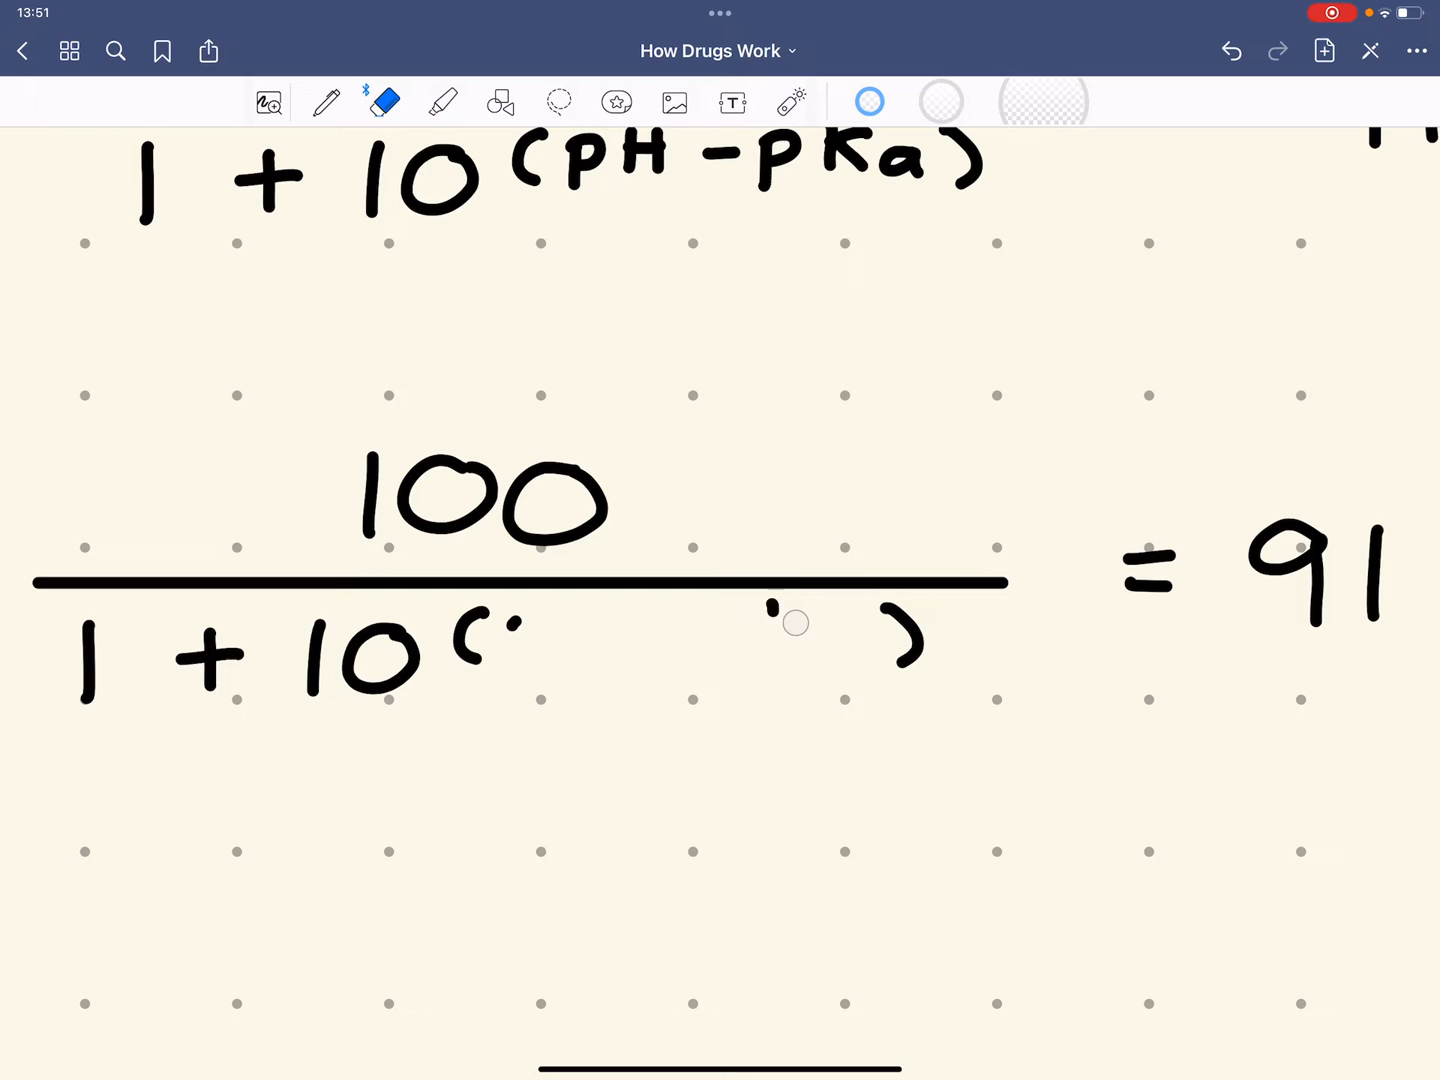 13:51
How Drugs Work
T
1 + 10 (pH - pKa)
100
1 + 10 ( ) = 91